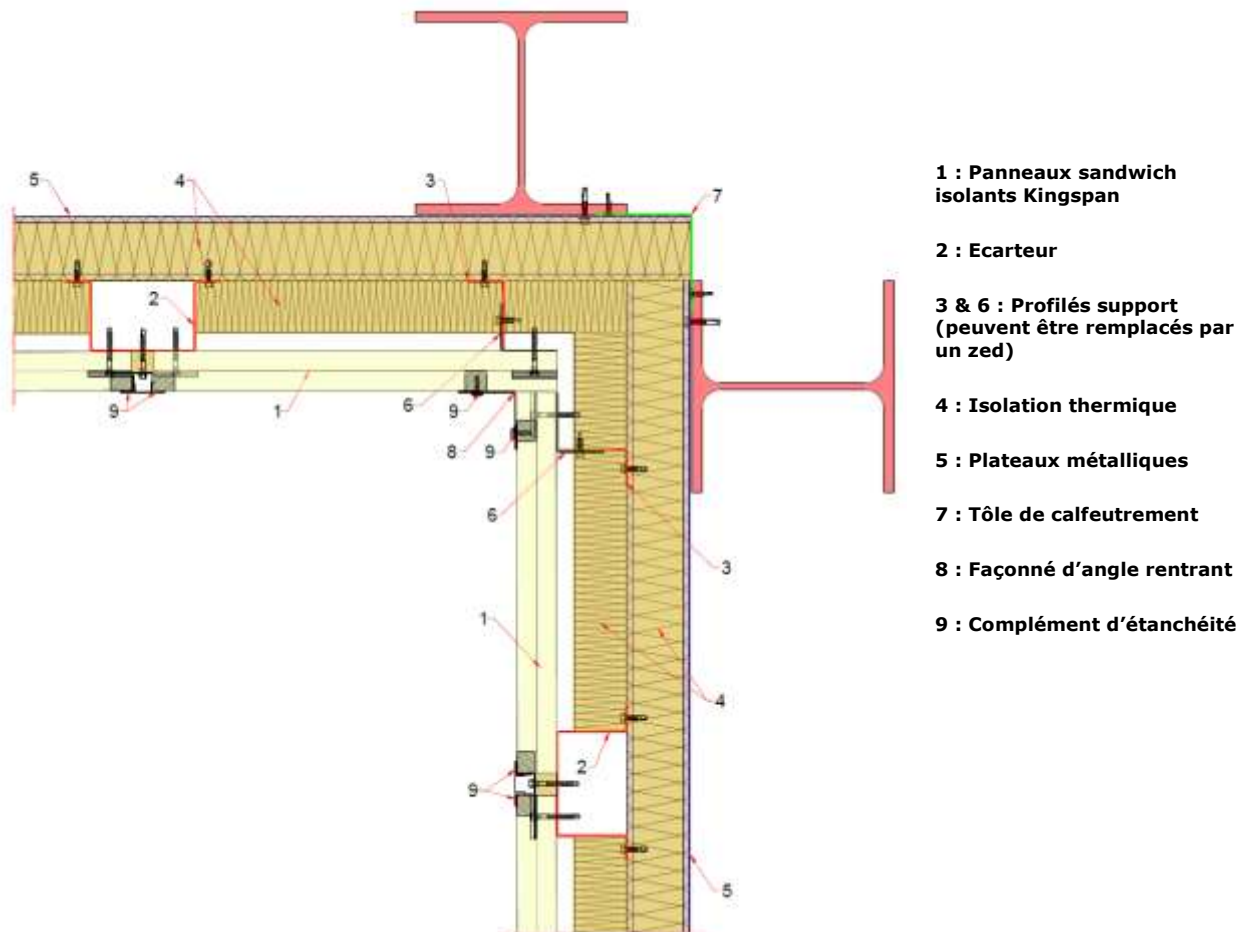 5
4
3
7
2
1
6
9
8
9
9
6
3
1
4
2
9
5
1 : Panneaux sandwich
isolants Kingspan
2 : Ecarteur
3 & 6 : Profilés support
(peuvent être remplacés par
un zed)
4 : Isolation thermique
5 : Plateaux métalliques
7 : Tôle de calfeutrement
8 : Façonné d’angle rentrant
9 : Complément d’étanchéité